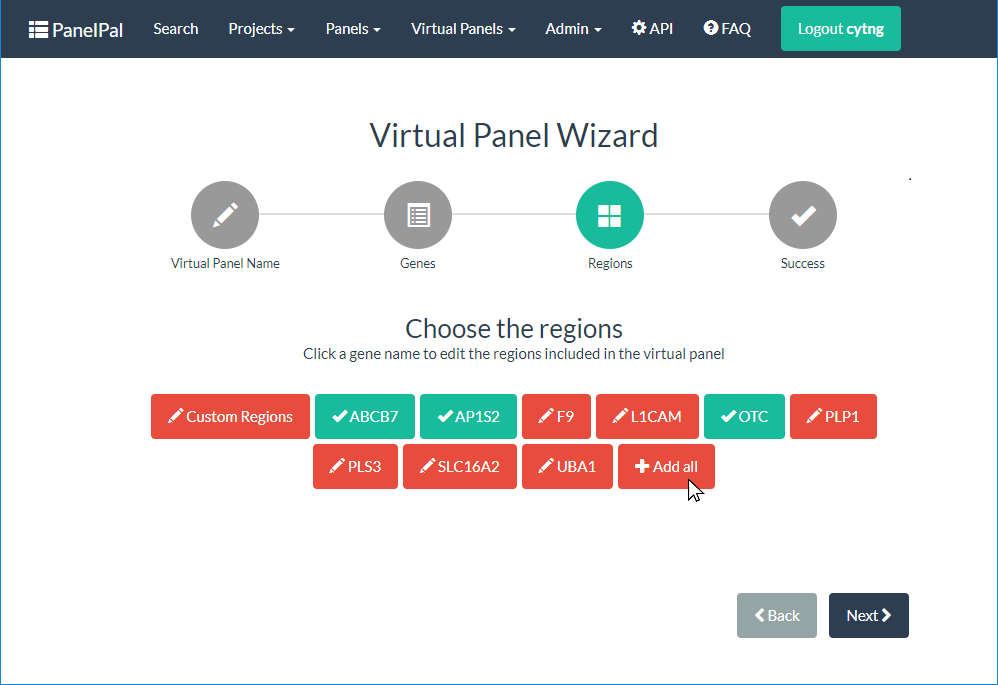 PanelPal Search Projects Panels Virtual Panels Admin API FAQ Logout cytng
Virtual Panel Wizard
Virtual Panel Name Genes Regions Success
Choose the regions
Click a gene name to edit the regions included in the virtual panel
Custom Regions ABCB7 AP1S2 F9 L1CAM OTC PLP1
PLS3 SLC16A2 UBA1 Add all
Back Next